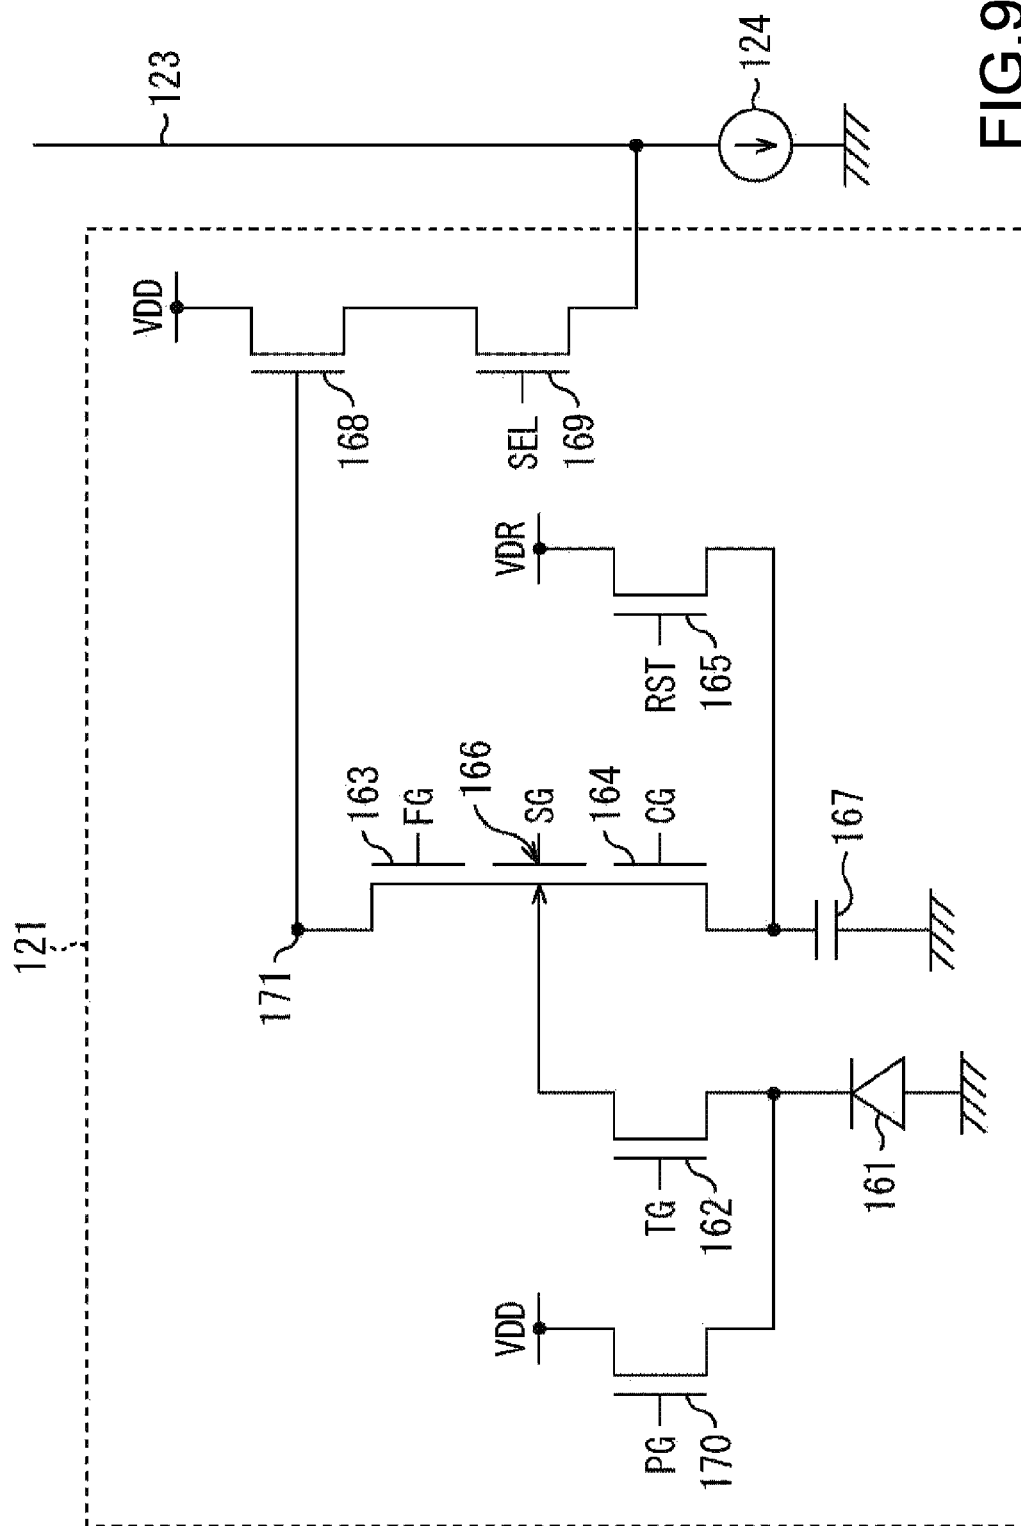 121
123
VDD
168
SEL
169
124
171
163
FG
166
SG
164
CG
VDR
RST
165
167
VDD
PG
170
TG
162
161
FIG.9